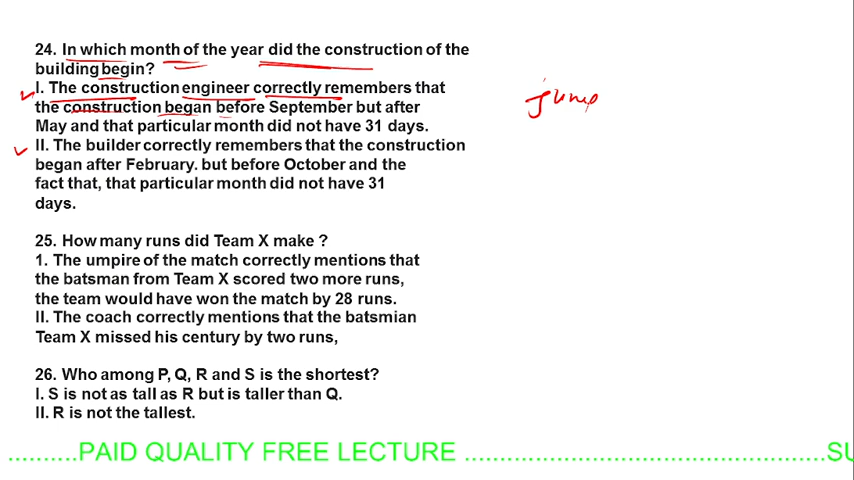 24. In which month of the year did the construction of the
building begin?
I. The construction engineer correctly remembers that
the construction began before September but after
May and that particular month did not have 31 days.
II. The builder correctly remembers that the construction
began after February. but before October and the
fact that, that particular month did not have 31
days.
june
25. How many runs did Team X make ?
1. The umpire of the match correctly mentions that
the batsman from Team X scored two more runs,
the team would have won the match by 28 runs.
II. The coach correctly mentions that the batsmian
Team X missed his century by two runs,
26. Who among P, Q, R and S is the shortest?
I. S is not as tall as R but is taller than Q.
II. R is not the tallest.
..........PAID QUALITY FREE LECTURE ..................................................SU